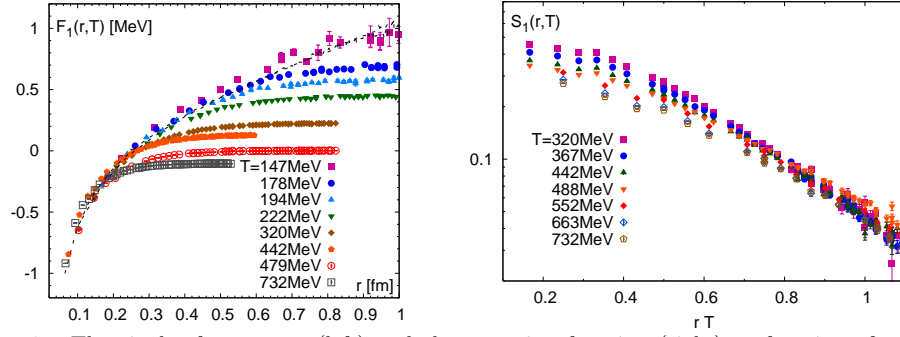 F1(r,T) [MeV]
1
0.5
0
-0.5
-1
T=147MeV
178MeV
194MeV
222MeV
320MeV
442MeV
479MeV
732MeV
r [fm]
0.1 0.2 0.3 0.4 0.5 0.6 0.7 0.8 0.9 1
S1(r,T)
0.1
T=320MeV
367MeV
442MeV
488MeV
552MeV
663MeV
732MeV
0.2 0.4 0.6 0.8 1
r T